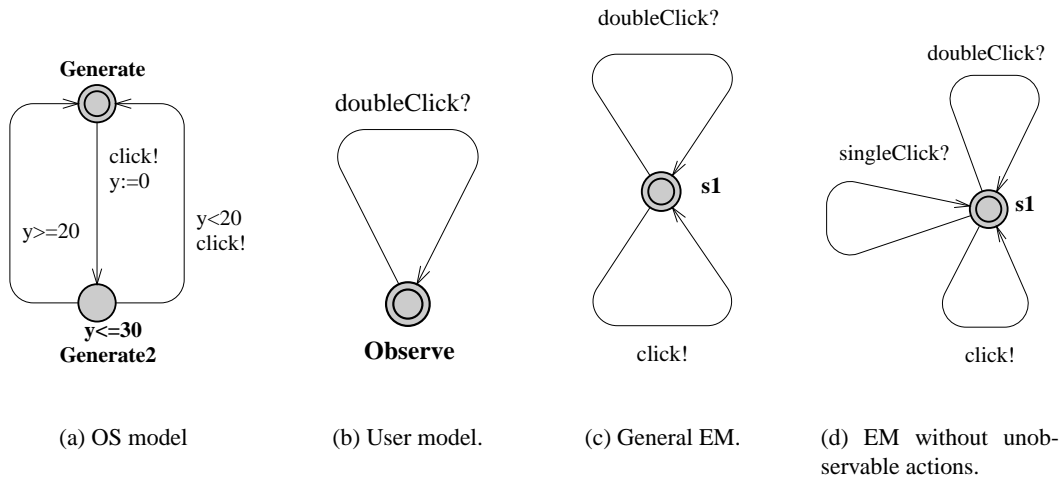 Generate
click!
y:=0
y>=20
y<20
click!
y<=30
Generate2
(a) OS model
doubleClick?
Observe
(b) User model.
doubleClick?
s1
click!
(c) General EM.
doubleClick?
singleClick?
s1
click!
(d) EM without unob-
servable actions.